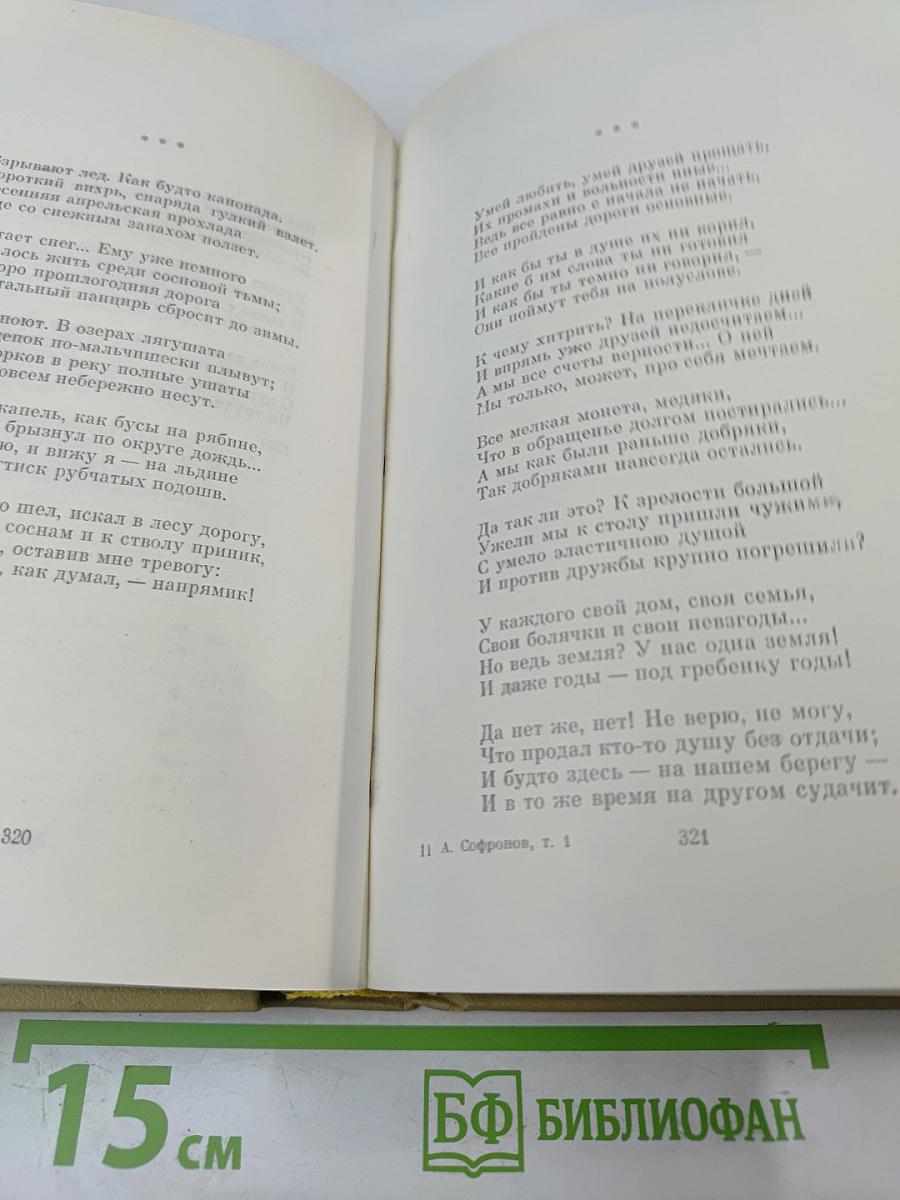 * * *
зрывают лед. Как будто канонада.
ороткий вихрь, снаряда гулкий взлет.
есенняя апрельская прохлада
де со снежным запахом ползает.
тает снег... Ему уже немного
лось жить среди сосновой тьмы;
оро прошлогодняя дорога
тальный панцирь сбросит до зимы.
поют. В озерах лягушата
цепок по-мальчишески плывут;
орков в реку полные ушаты
овсем небрежно несут.
капель, как бусы на рябине,
брызнул по округе дождь...
ю, и вижу я — на льдине
ттиск рубчатых подошв.
о шел, искал в лесу дорогу,
соснам и к стволу приник,
, оставив мне тревогу:
, как думал, — напрямик!
320
* * *
Умей любить, умей друзей прощать,
Их промахи и вольности иные...
Ведь все равно с начала не начать,
Все пройдены дороги основные.
И как бы ты в душе их ни корил,
Какие б им слова ты ни готовил
И как бы ты темно ни говорил, —
Они поймут тебя на полуслове.
К чему хитрить? На перекличке дней
И впрямь уже друзей недосчитаем...
А мы все счеты верности... О ней
Мы только, может, про себя мечтаем.
Все мелкая монета, медяки,
Что в обращенье долгом постирались...
А мы как были раньше добряки,
Так добряками навсегда остались.
Да так ли это? К зрелости большой
Ужели мы к столу пришли чужими,
С умело эластичною душой
И против дружбы крупно погрешили?
У каждого свой дом, своя семья,
Свои болячки и свои невзгоды...
Но ведь земля? У нас одна земля!
И даже годы — под гребенку годы!
Да нет же, нет! Не верю, не могу,
Что продал кто-то душу без отдачи;
И будто здесь — на нашем берегу —
И в то же время на другом судачит.
11 А. Софронов, т. 1
321
15 см
БФ БИБЛИОФАН